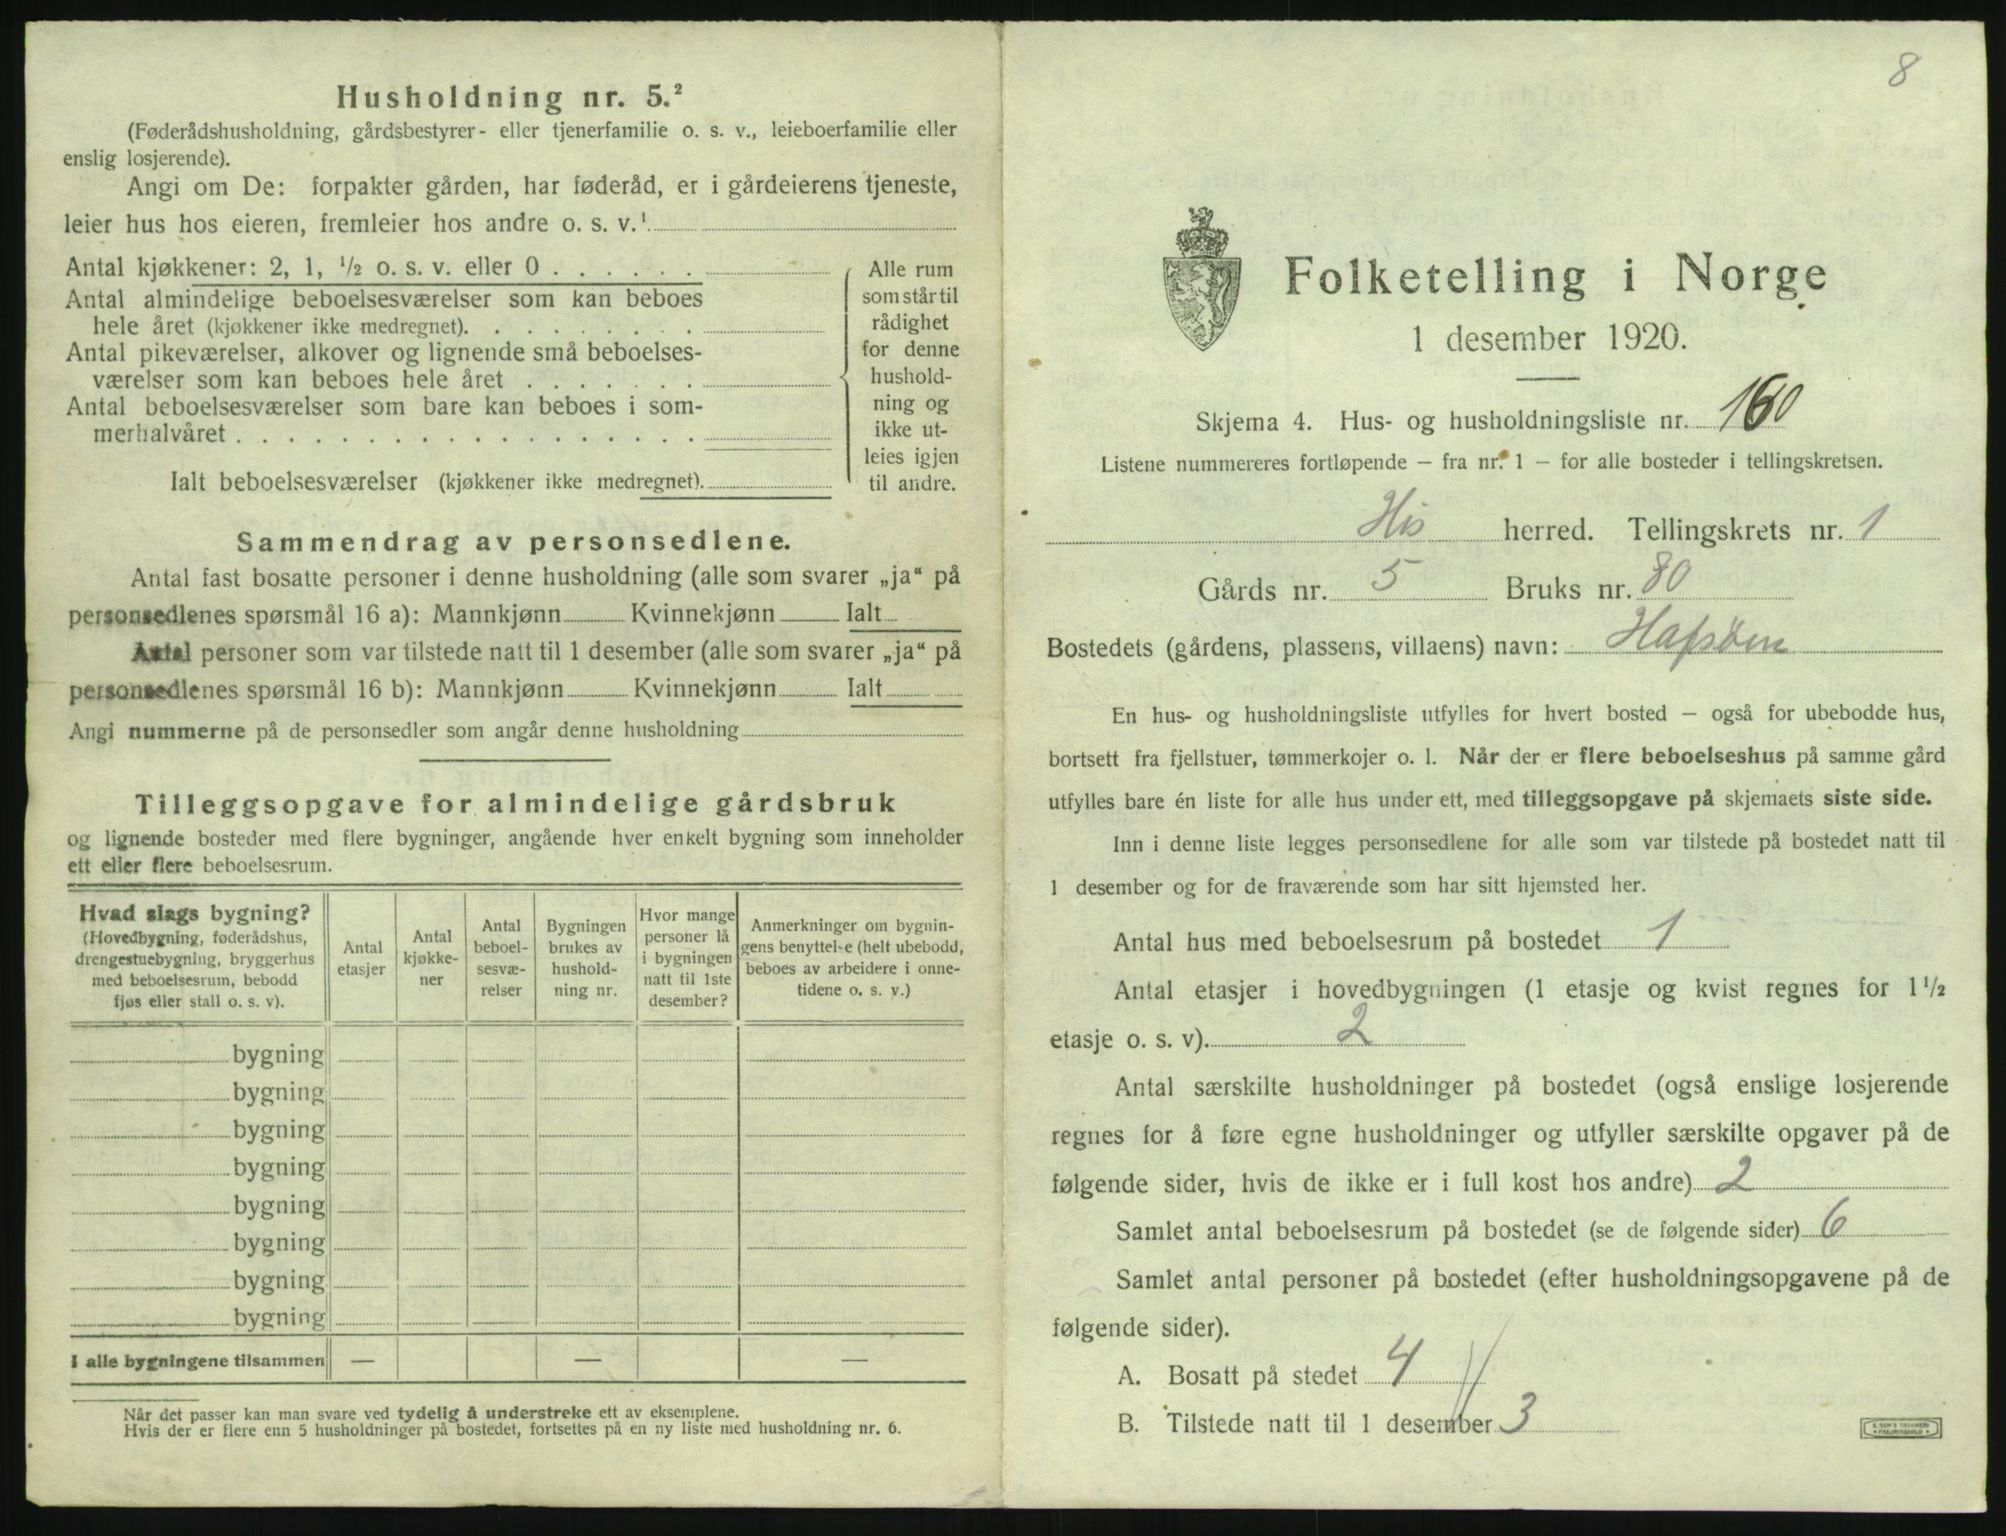 Husholdning nr. 5.²
(Føderådshusholdning, gårdsbestyrer- eller tjenerfamilie o. s. v., leieboerfamilie eller
enslig losjerende).
Angi om De: forpakter gården, har føderåd, er i gårdeierens tjeneste,
leier hus hos eieren, fremleier hos andre o. s. v.¹
Antal kjøkkener: 2, 1, ½ o. s. v. eller 0 . . . . . .
Antal almindelige beboelsesværelser som kan beboes
hele året (kjøkkener ikke medregnet). . . . . . . . .
Antal pikeværelser, alkover og lignende små beboelses-
værelser som kan beboes hele året . . . . . . .
Antal beboelsesværelser som bare kan beboes i som-
merhalvåret . . . . . . . . . . . . . . . . . .
Ialt beboelsesværelser (kjøkkener ikke medregnet).
Alle rum
som står til
rådighet
for denne
hushold-
ning og
ikke ut-
leies igjen
til andre.
Sammendrag av personsedlene.
Antal fast bosatte personer i denne husholdning (alle som svarer „ja“ på
personsedlenes spørsmål 16 a): Mannkjønn Kvinnekjønn Ialt
Antal personer som var tilstede natt til 1 desember (alle som svarer „ja“ på
personsedlenes spørsmål 16 b): Mannkjønn Kvinnekjønn Ialt
Angi nummerne på de personsedler som angår denne husholdning
Tilleggsopgave for almindelige gårdsbruk
og lignende bosteder med flere bygninger, angående hver enkelt bygning som inneholder
ett eller flere beboelsesrum.
Hvad slags bygning?
(Hovedbygning, føderådshus,
drengestuebygning, bryggerhus
med beboelsesrum, bebodd
fjøs eller stall o. s. v).
Antal
etasjer
Antal
kjøkke-
ner
Antal
beboel-
sesvæ-
relser
Bygningen
brukes av
hushold-
ning nr.
Hvor mange
personer lå
i bygningen
natt til 1ste
desember?
Anmerkninger om bygnin-
gens benyttelse (helt ubebodd,
beboes av arbeidere i onne-
tidene o. s. v.)
bygning
bygning
bygning
bygning
bygning
bygning
bygning
bygning
I alle bygningene tilsammen — — —
Når det passer kan man svare ved tydelig å understreke ett av eksemplene.
Hvis der er flere enn 5 husholdninger på bostedet, fortsettes på en ny liste med husholdning nr. 6.
8
Folketelling i Norge
1 desember 1920.
Skjema 4. Hus- og husholdningsliste nr. 160
Listene nummereres fortløpende – fra nr. 1 – for alle bosteder i tellingskretsen.
His herred. Tellingskrets nr. 1
Gårds nr. 5 Bruks nr. 80
Bostedets (gårdens, plassens, villaens) navn:
En hus- og husholdningsliste utfylles for hvert bosted – også for ubebodde hus,
bortsett fra fjellstuer, tømmerkojer o. l. Når der er flere beboelseshus på samme gård
utfylles bare én liste for alle hus under ett, med tilleggsopgave på skjemaets siste side.
Inn i denne liste legges personsedlene for alle som var tilstede på bostedet natt til
1 desember og for de fraværende som har sitt hjemsted her.
Antal hus med beboelsesrum på bostedet 1
Antal etasjer i hovedbygningen (1 etasje og kvist regnes for 1½
etasje o. s. v). 2
Antal særskilte husholdninger på bostedet (også enslige losjerende
regnes for å føre egne husholdninger og utfyller særskilte opgaver på de
følgende sider, hvis de ikke er i full kost hos andre) 2
Samlet antal beboelsesrum på bostedet (se de følgende sider) 6
Samlet antal personer på bostedet (efter husholdningsopgavene på de
følgende sider).
A. Bosatt på stedet 4
B. Tilstede natt til 1 desember 3